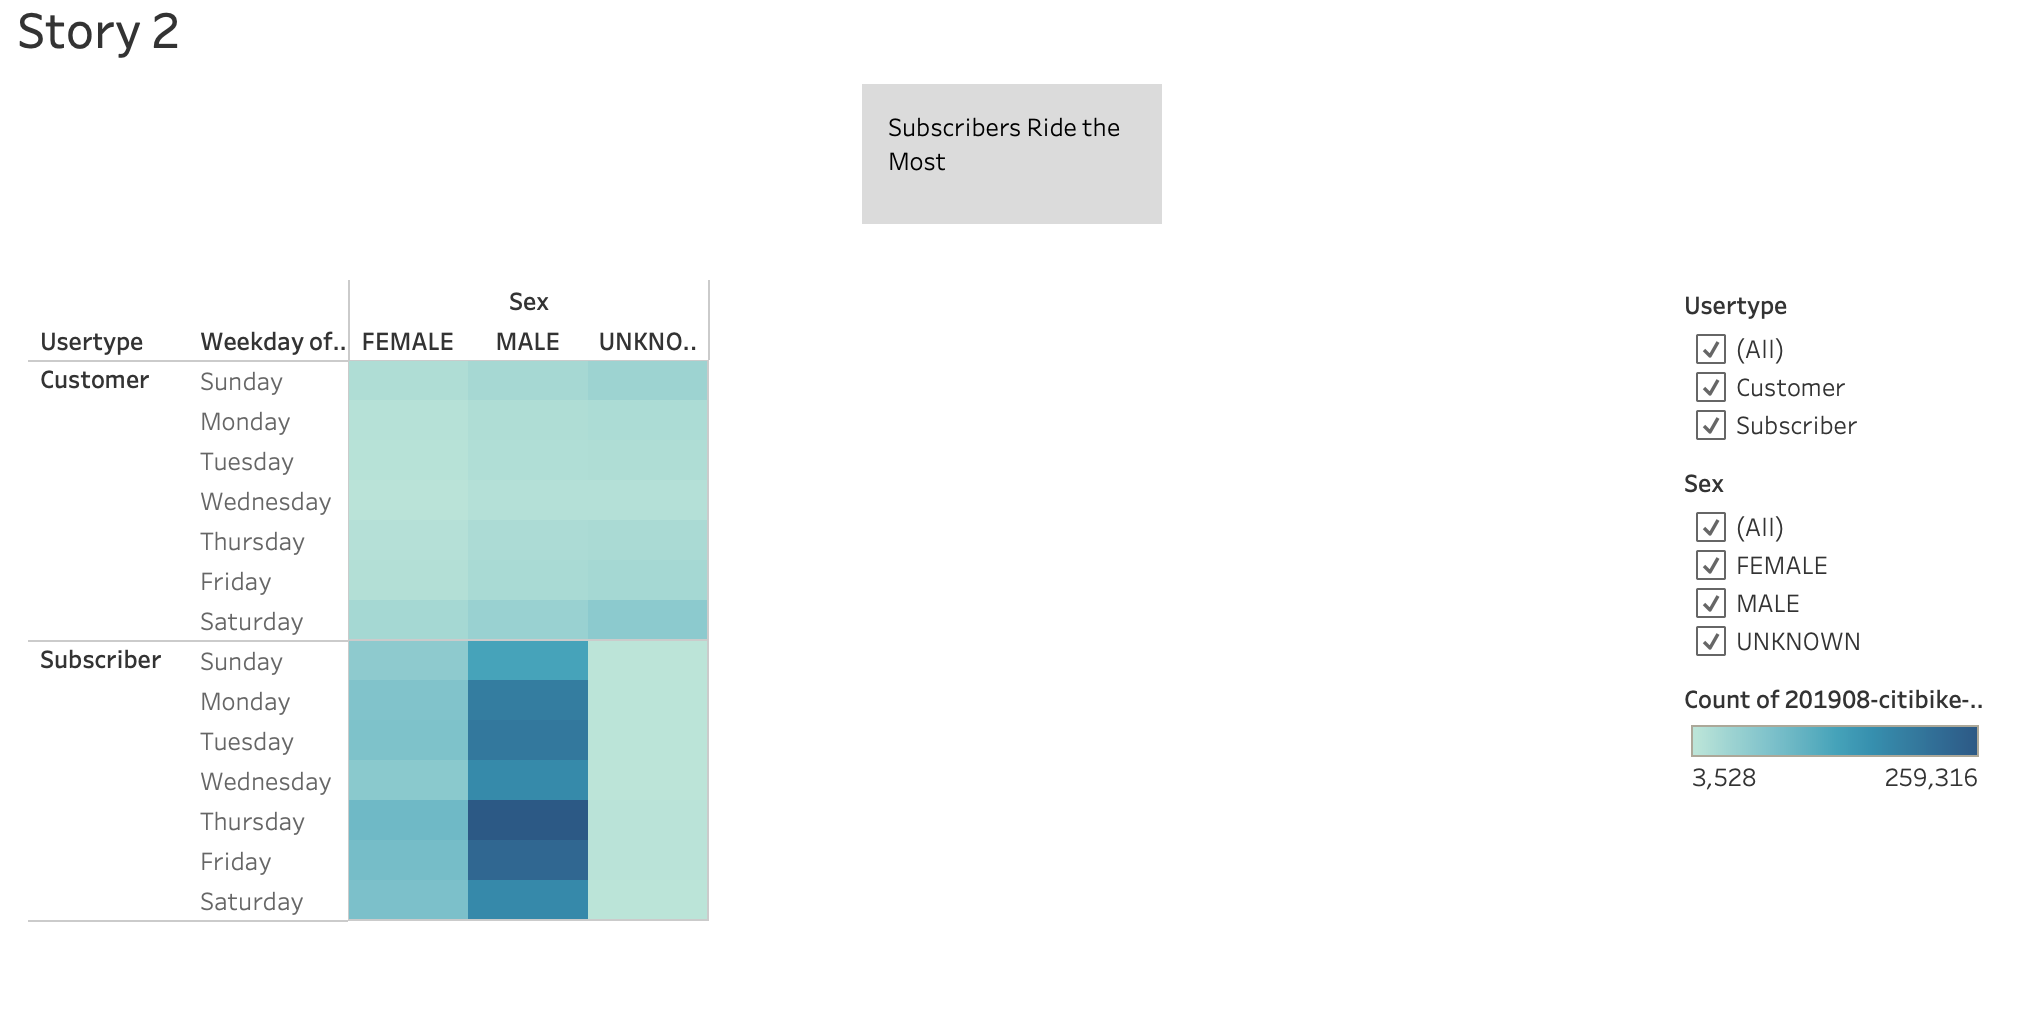 Story 2
Subscribers Ride the
Most
Sex
Usertype Weekday of.. FEMALE MALE UNKNO..
Customer Sunday
Monday
Tuesday
Wednesday
Thursday
Friday
Saturday
Subscriber Sunday
Monday
Tuesday
Wednesday
Thursday
Friday
Saturday
Usertype
(All)
Customer
Subscriber
Sex
(All)
FEMALE
MALE
UNKNOWN
Count of 201908-citibike-..
3,528 259,316